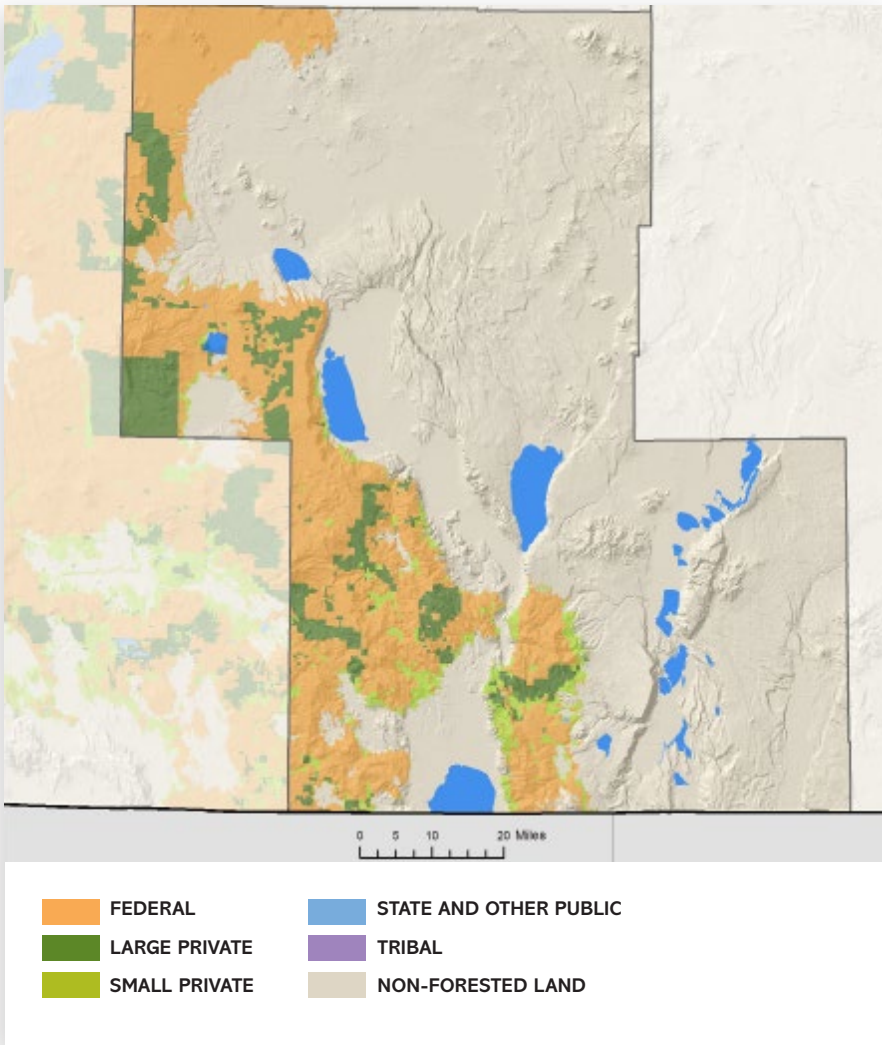 0 5 10 20 Miles
FEDERAL
LARGE PRIVATE
SMALL PRIVATE
STATE AND OTHER PUBLIC
TRIBAL
NON-FORESTED LAND